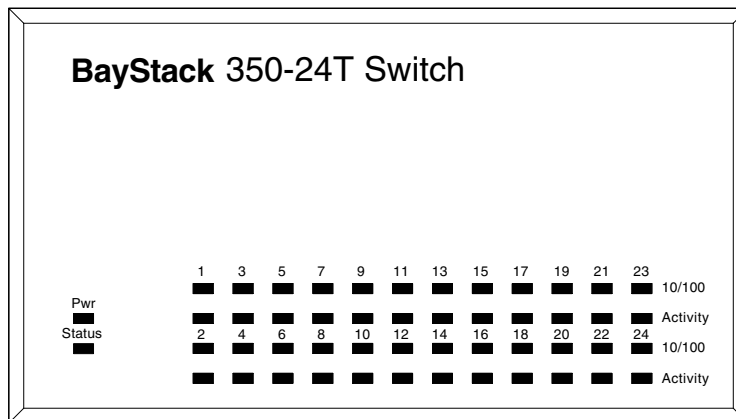 BayStack 350-24T Switch
1 3 5 7 9 11 13 15 17 19 21 23
10/100
Pwr
Activity
Status
2 4 6 8 10 12 14 16 18 20 22 24
10/100
Activity